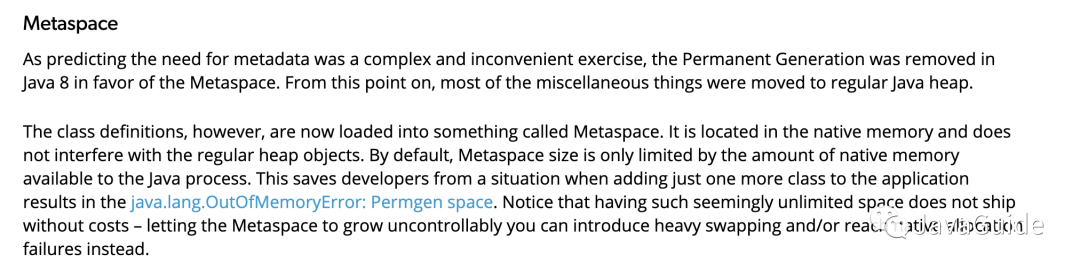 Metaspace
As predicting the need for metadata was a complex and inconvenient exercise, the Permanent Generation was removed in
Java 8 in favor of the Metaspace. From this point on, most of the miscellaneous things were moved to regular Java heap.
The class definitions, however, are now loaded into something called Metaspace. It is located in the native memory and does
not interfere with the regular heap objects. By default, Metaspace size is only limited by the amount of native memory
available to the Java process. This saves developers from a situation when adding just one more class to the application
results in the java.lang.OutOfMemoryError: Permgen space. Notice that having such seemingly unlimited space does not ship
without costs – letting the Metaspace to grow uncontrollably you can introduce heavy swapping and/or reach native allocation
failures instead.
JavaGuide